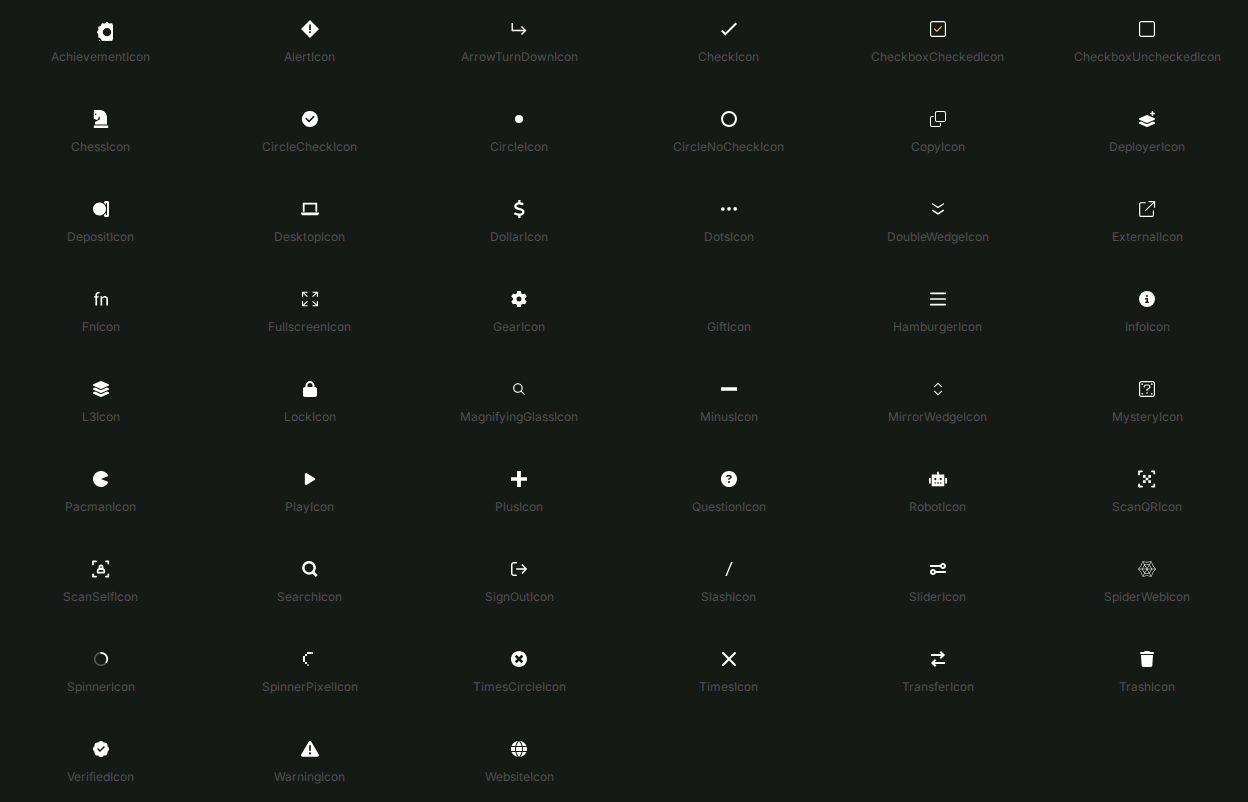 AchievementIcon AlertIcon ArrowTurnDownIcon CheckIcon CheckboxCheckedIcon CheckboxUncheckedIcon
ChessIcon CircleCheckIcon CircleIcon CircleNoCheckIcon CopyIcon DeployerIcon
DepositIcon DesktopIcon DollarIcon DotsIcon DoubleWedgeIcon ExternalIcon
fn
FnIcon FullscreenIcon GearIcon GiftIcon HamburgerIcon InfoIcon
L3Icon LockIcon MagnifyingGlassIcon MinusIcon MirrorWedgeIcon MysteryIcon
PacmanIcon PlayIcon PlusIcon QuestionIcon RobotIcon ScanQRIcon
ScanSelfIcon SearchIcon SignOutIcon SlashIcon SliderIcon SpiderWebIcon
SpinnerIcon SpinnerPixelIcon TimesCircleIcon TimesIcon TransferIcon TrashIcon
VerifiedIcon WarningIcon WebsiteIcon